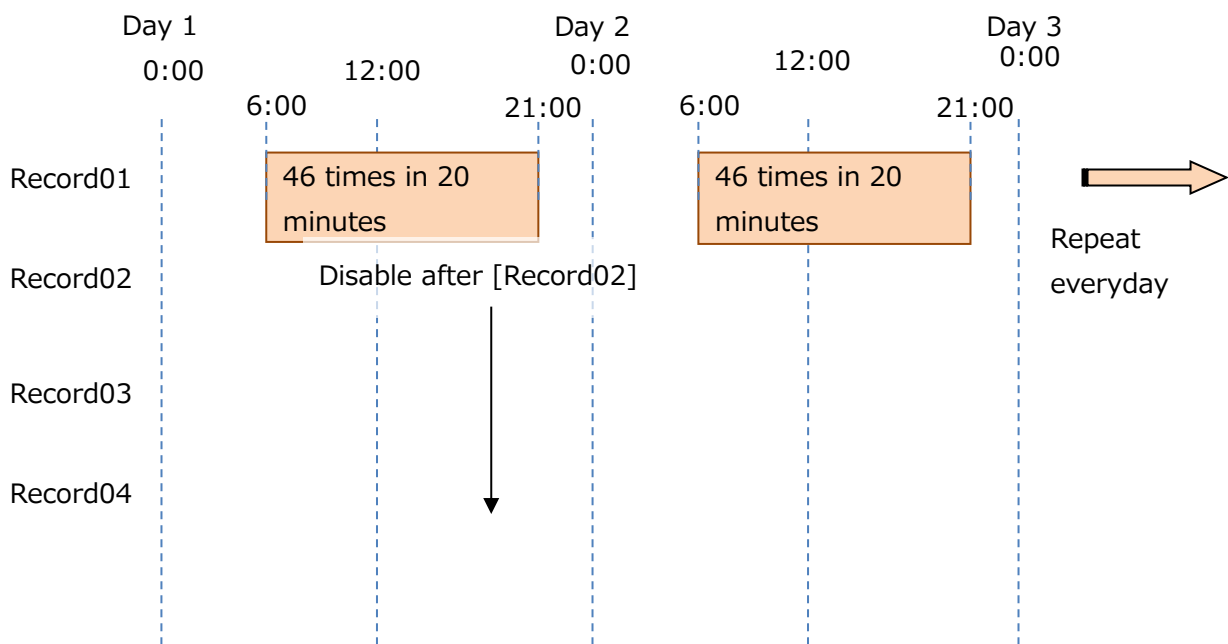 Day 1
Day 2
Day 3
0:00
12:00
0:00
12:00
0:00
6:00
21:00
6:00
21:00
Record01
46 times in 20
minutes
46 times in 20
minutes
Repeat
everyday
Record02
Disable after [Record02]
Record03
Record04